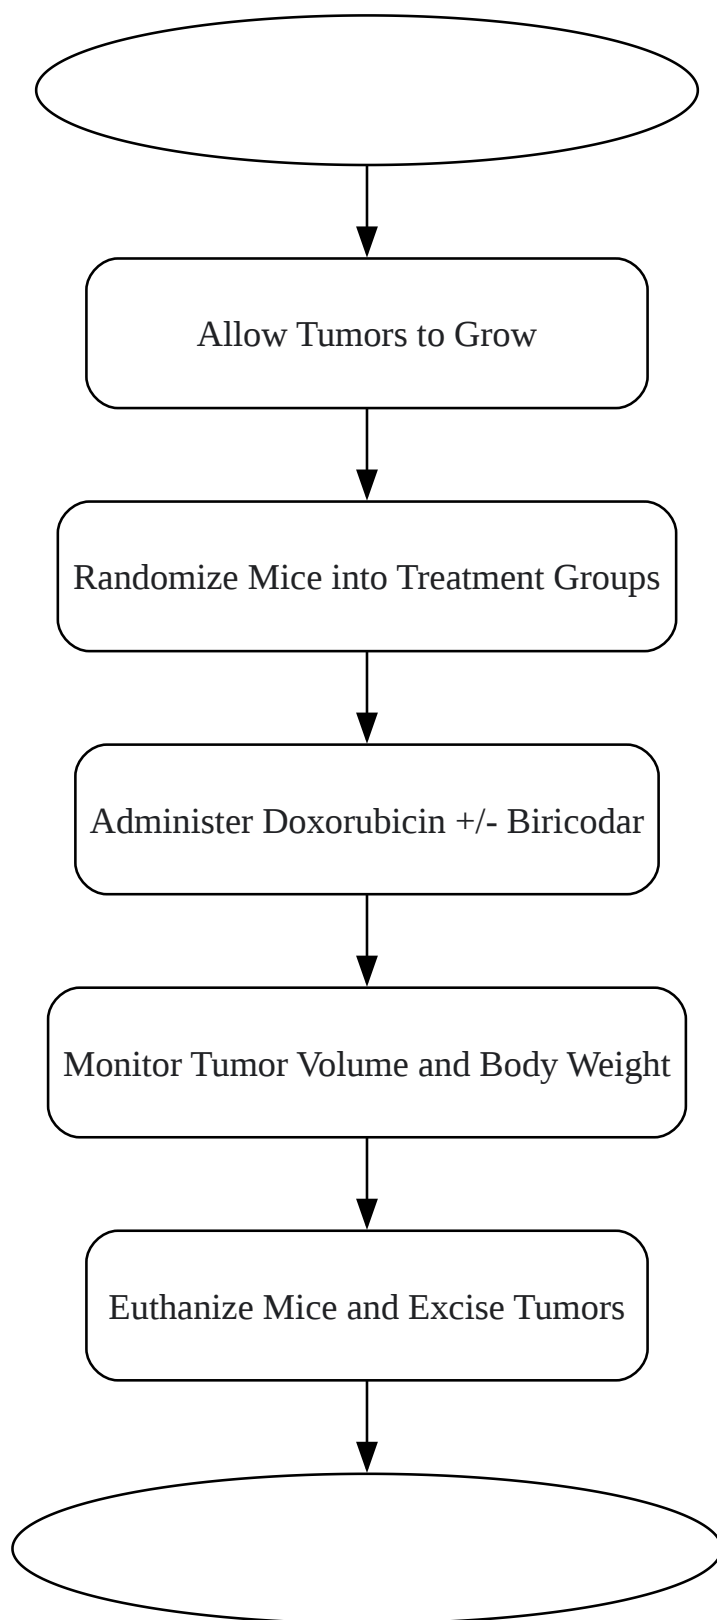 Allow Tumors to Grow
Randomize Mice into Treatment Groups
Administer Doxorubicin +/- Biricodar
Monitor Tumor Volume and Body Weight
Euthanize Mice and Excise Tumors